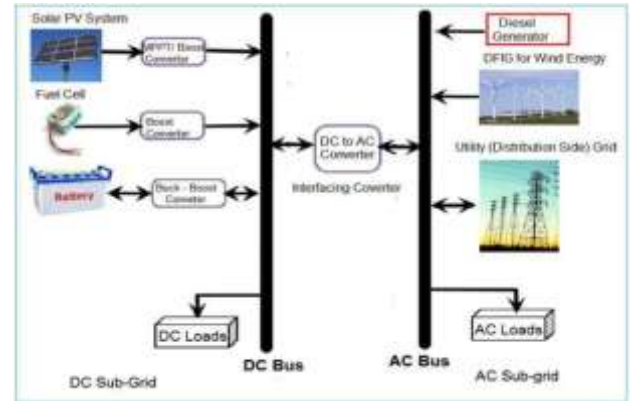 Solar PV System
MPPT/ Boost
Converter
Fuel Cell
Boost
Converter
Battery
Buck - Boost
Converter
DC Loads
DC Sub-Grid
DC Bus
DC to AC
Converter
Interfacing Coverter
Diesel
Generator
DFIG for Wind Energy
Utility (Distribution Side) Grid
AC Loads
AC Bus
AC Sub-grid